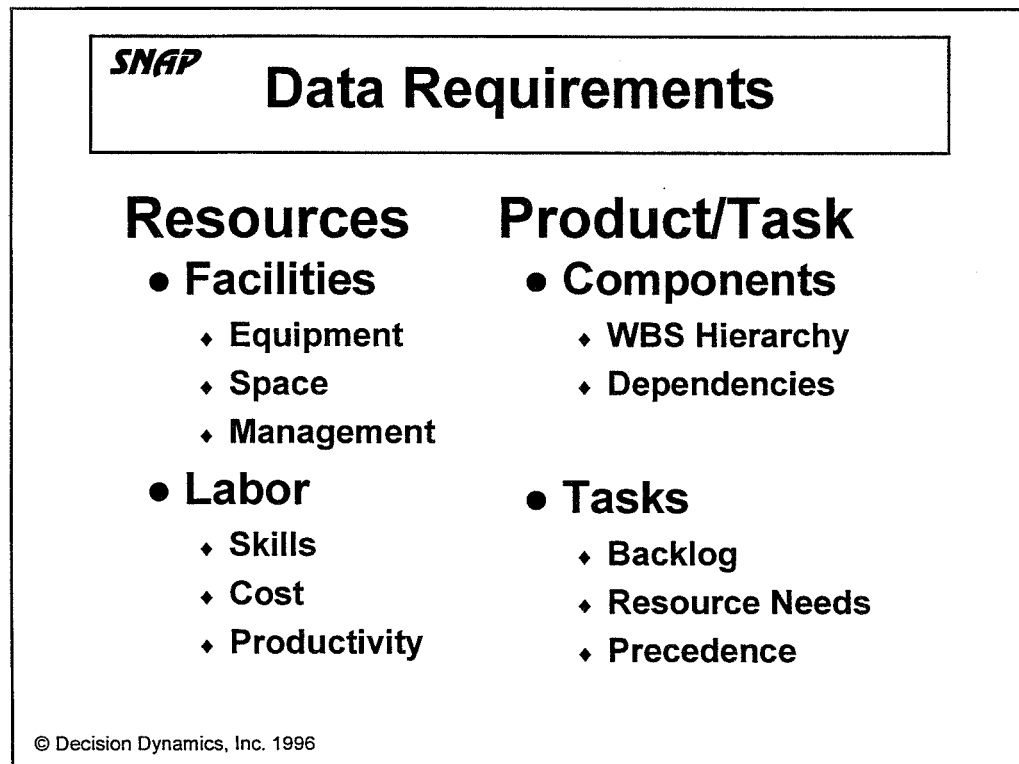 SNAP
Data Requirements
Resources
● Facilities
♦ Equipment
♦ Space
♦ Management
● Labor
♦ Skills
♦ Cost
♦ Productivity
Product/Task
● Components
♦ WBS Hierarchy
♦ Dependencies
● Tasks
♦ Backlog
♦ Resource Needs
♦ Precedence
© Decision Dynamics, Inc. 1996